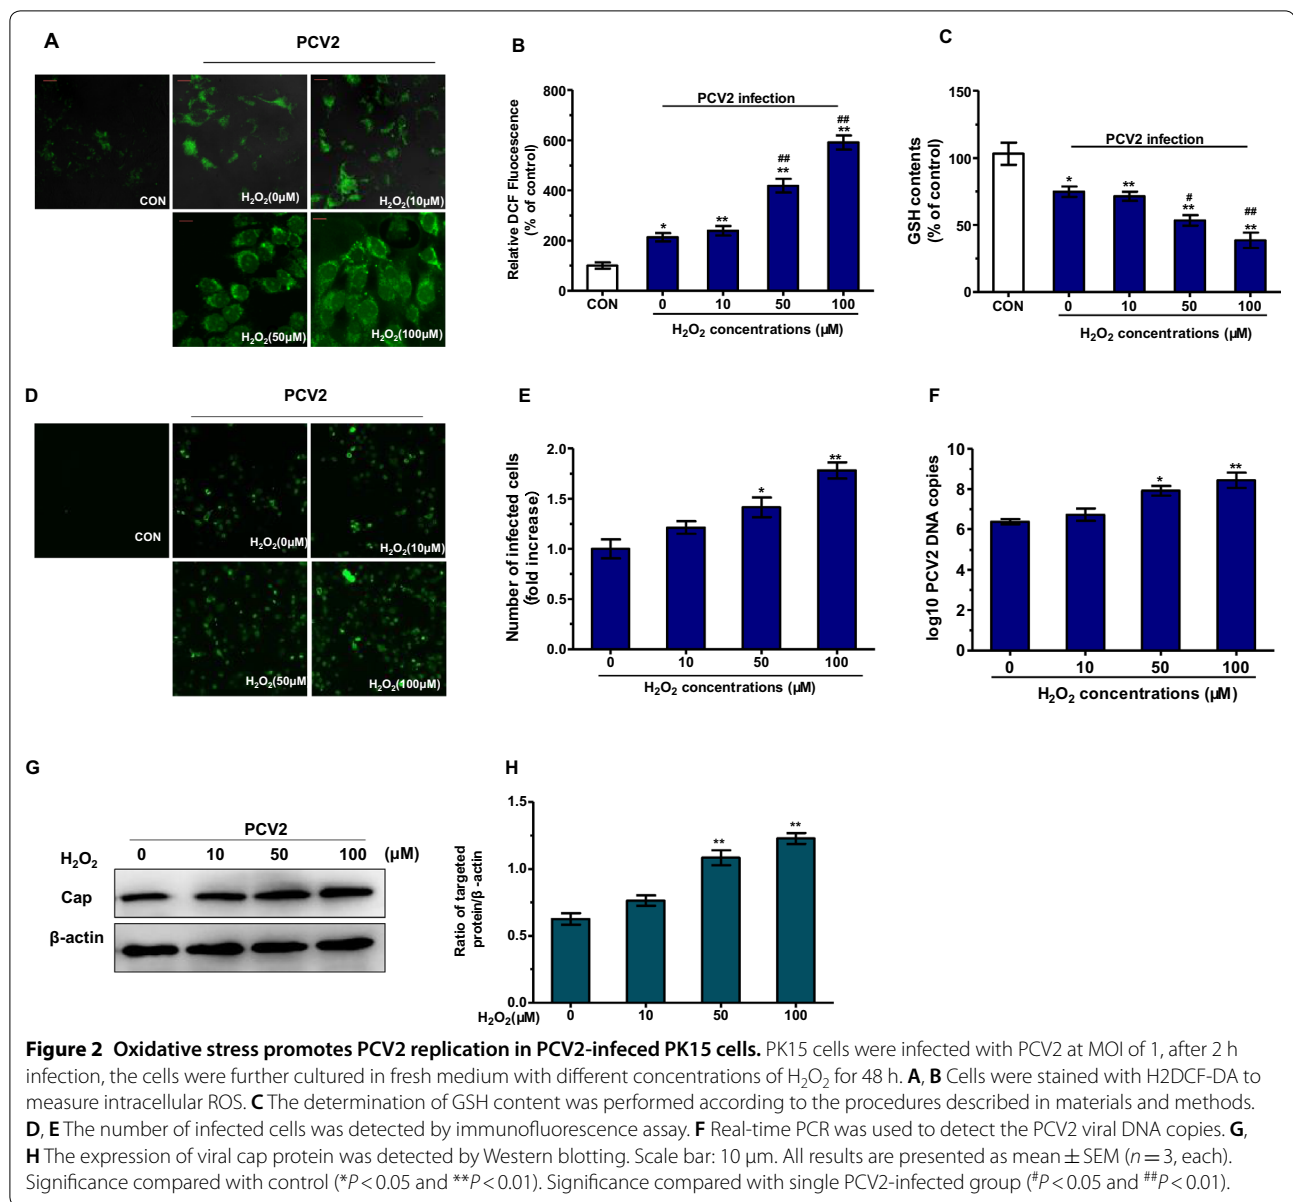 A
PCV2
CON
H₂O₂(0µM)
H₂O₂(10µM)
H₂O₂(50µM)
H₂O₂(100µM)
B
Relative DCF Fluorescence
(% of control)
800
600
400
200
0
PCV2 infection
*
**
##
**
##
**
CON
0
10
50
100
H₂O₂ concentrations (µM)
C
GSH contents
(% of control)
150
100
50
0
PCV2 infection
*
**
#
**
##
**
CON
0
10
50
100
H₂O₂ concentrations (µM)
D
PCV2
CON
H₂O₂(0µM)
H₂O₂(10µM)
H₂O₂(50µM)
H₂O₂(100µM)
E
Number of infected cells
(fold increase)
2.0
1.5
1.0
0.5
0.0
*
**
0
10
50
100
H₂O₂ concentrations (µM)
F
log10 PCV2 DNA copies
10
8
6
4
2
0
*
**
0
10
50
100
H₂O₂ concentrations (µM)
G
PCV2
H₂O₂ 0 10 50 100 (µM)
Cap
β-actin
H
Ratio of targeted
protein/β -actin
1.5
1.0
0.5
0.0
**
**
H₂O₂(µM) 0 10 50 100
Figure 2 Oxidative stress promotes PCV2 replication in PCV2-infeced PK15 cells. PK15 cells were infected with PCV2 at MOI of 1, after 2 h
infection, the cells were further cultured in fresh medium with different concentrations of H₂O₂ for 48 h. A, B Cells were stained with H2DCF-DA to
measure intracellular ROS. C The determination of GSH content was performed according to the procedures described in materials and methods.
D, E The number of infected cells was detected by immunofluorescence assay. F Real-time PCR was used to detect the PCV2 viral DNA copies. G,
H The expression of viral cap protein was detected by Western blotting. Scale bar: 10 µm. All results are presented as mean ± SEM (n = 3, each).
Significance compared with control (*P < 0.05 and **P < 0.01). Significance compared with single PCV2-infected group (#P < 0.05 and ##P < 0.01).